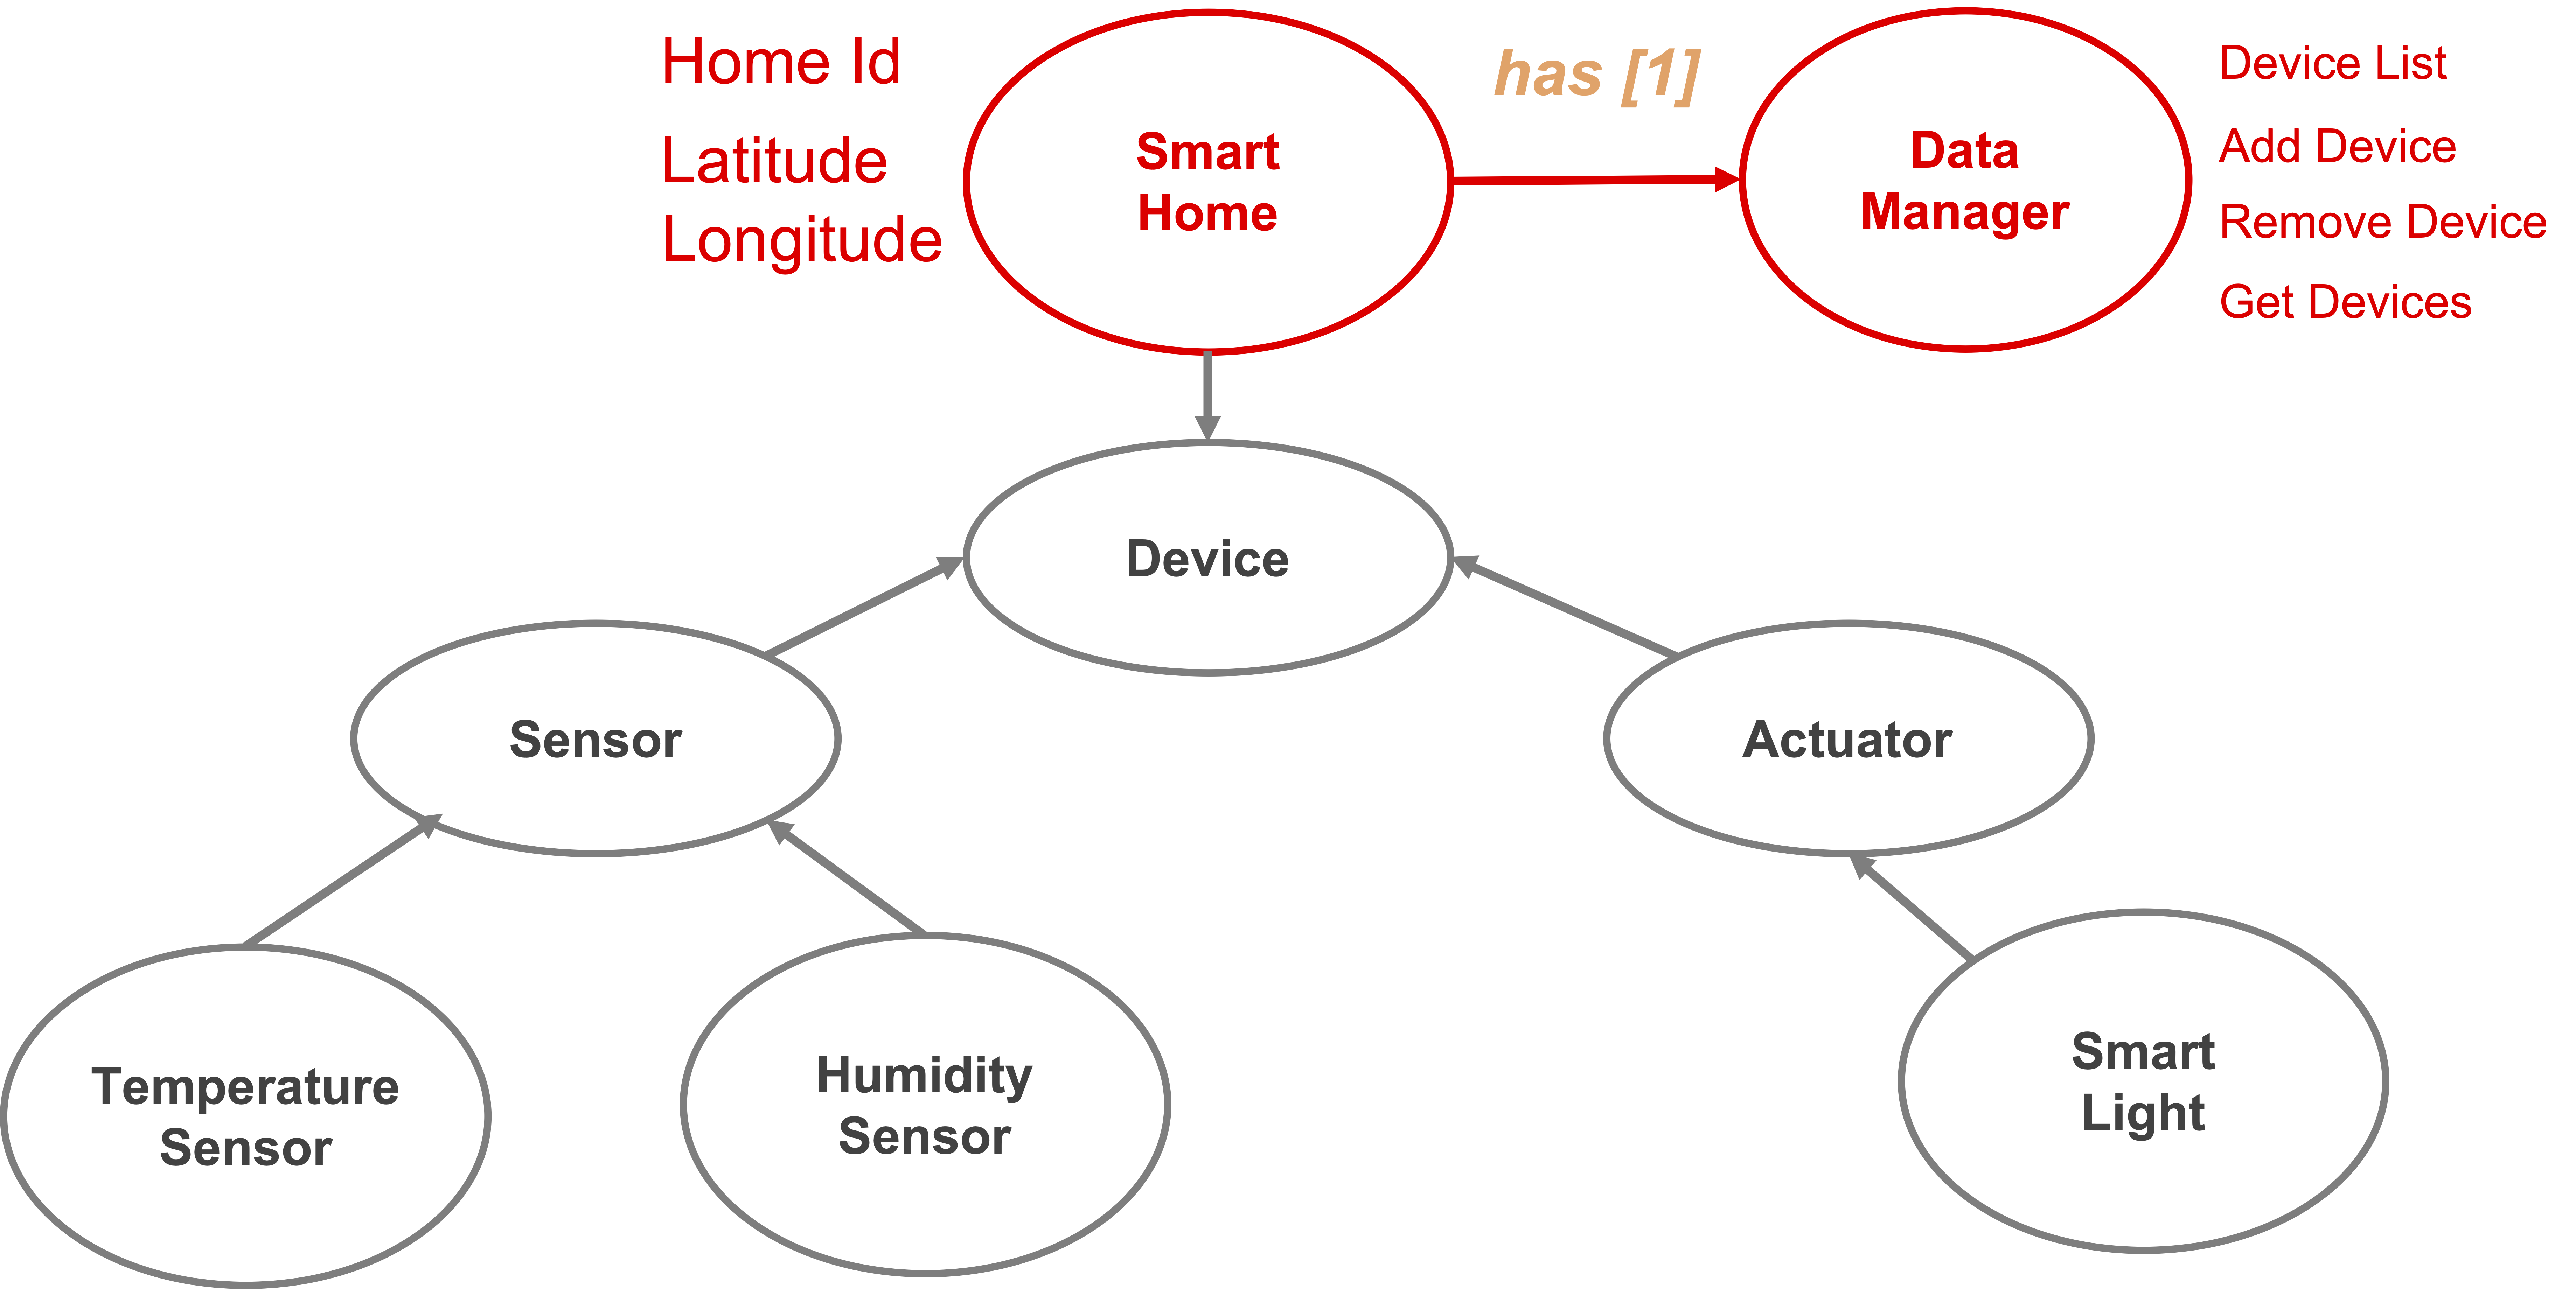 Home Id
Latitude
Longitude
Smart
Home
has [1]
Data
Manager
Device List
Add Device
Remove Device
Get Devices
Device
Sensor
Actuator
Temperature
Sensor
Humidity
Sensor
Smart
Light